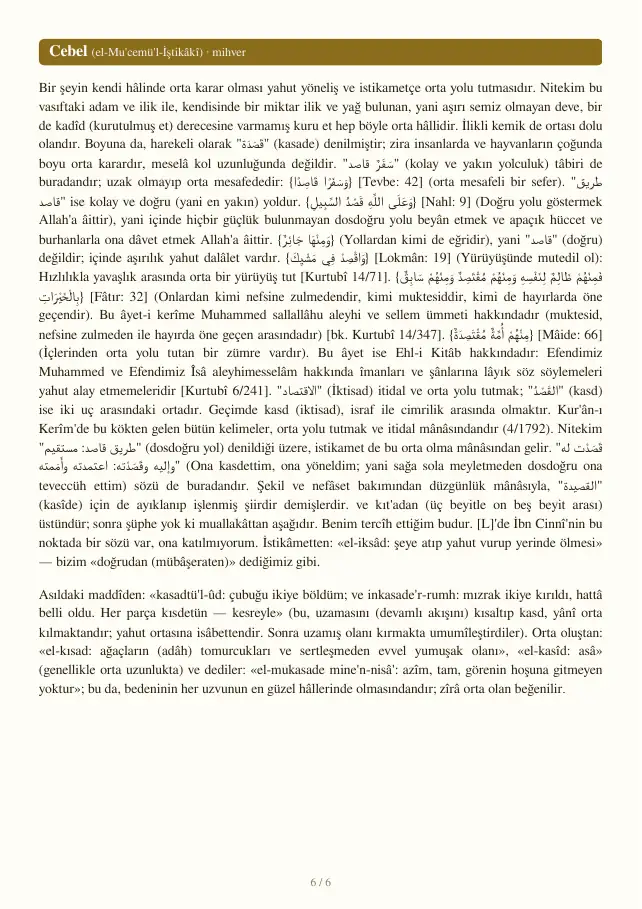 Cebel (el-Mu'cemü'l-İştikâkî) · mihver
Bir şeyin kendi hâlinde orta karar olması yahut yöneliş ve istikametçe orta yolu tutmasıdır. Nitekim bu
vasıftaki adam ve ilik ile, kendisinde bir miktar ilik ve yağ bulunan, yani aşırı semiz olmayan deve, bir
de kadîd (kurutulmuş et) derecesine varmamış kuru et hep böyle orta hâllidir. İlikli kemik de ortası dolu
olandır. Boyuna da, harekeli olarak "قَصَدَة" (kasade) denilmiştir; zira insanlarda ve hayvanların çoğunda
boyu orta karardır, meselâ kol uzunluğunda değildir. "سَفَرٌ قاصد" (kolay ve yakın yolculuk) tâbiri de
buradandır; uzak olmayıp orta mesafededir: {وَسَفَرًا قَاصِدًا} [Tevbe: 42] (orta mesafeli bir sefer). "طريق
قاصد" ise kolay ve doğru (yani en yakın) yoldur. {وَعَلَى اللَّهِ قَصْدُ السَّبِيلِ} [Nahl: 9] (Doğru yolu göstermek
Allah'a âittir), yani içinde hiçbir güçlük bulunmayan dosdoğru yolu beyân etmek ve apaçık hüccet ve
burhanlarla ona dâvet etmek Allah'a âittir. {وَمِنْهَا جَائِرٌ} (Yollardan kimi de eğridir), yani "قاصد" (doğru)
değildir; içinde aşırılık yahut dalâlet vardır. {وَاقْصِدْ فِي مَشْيِكَ} [Lokmân: 19] (Yürüyüşünde mutedil ol):
Hızlılıkla yavaşlık arasında orta bir yürüyüş tut [Kurtubî 14/71]. {فَمِنْهُمْ ظَالِمٌ لِنَفْسِهِ وَمِنْهُمْ مُقْتَصِدٌ وَمِنْهُمْ سَابِقٌ
بِالْخَيْرَاتِ} [Fâtır: 32] (Onlardan kimi nefsine zulmedendir, kimi muktesiddir, kimi de hayırlarda öne
geçendir). Bu âyet-i kerîme Muhammed sallallâhu aleyhi ve sellem ümmeti hakkındadır (muktesid,
nefsine zulmeden ile hayırda öne geçen arasındadır) [bk. Kurtubî 14/347]. {مِنْهُمْ أُمَّةٌ مُقْتَصِدَةٌ} [Mâide: 66]
(İçlerinden orta yolu tutan bir zümre vardır). Bu âyet ise Ehl-i Kitâb hakkındadır: Efendimiz
Muhammed ve Efendimiz Îsâ aleyhimesselâm hakkında îmanları ve şânlarına lâyık söz söylemeleri
yahut alay etmemeleridir [Kurtubî 6/241]. "الاقتصاد" (İktisad) itidal ve orta yolu tutmak; "القَصْدُ" (kasd)
ise iki uç arasındaki ortadır. Geçimde kasd (iktisad), israf ile cimrilik arasında olmaktır. Kur'ân-ı
Kerîm'de bu kökten gelen bütün kelimeler, orta yolu tutmak ve itidal mânâsındandır (4/1792). Nitekim
"طريق قاصد: مستقيم" (dosdoğru yol) denildiği üzere, istikamet de bu orta olma mânâsından gelir. "قصَدْت له
وإليه وقصَدْته: اعتمدته وأَممته" (Ona kasdettim, ona yöneldim; yani sağa sola meyletmeden dosdoğru ona
teveccüh ettim) sözü de buradandır. Şekil ve nefâset bakımından düzgünlük mânâsıyla, "القصيدة"
(kasîde) için de ayıklanıp işlenmiş şiirdir demişlerdir. ve kıt'adan (üç beyitle on beş beyit arası)
üstündür; sonra şüphe yok ki muallakâttan aşağıdır. Benim tercîh ettiğim budur. [L]'de İbn Cinnî'nin bu
noktada bir sözü var, ona katılmıyorum. İstikâmetten: «el-iksâd: şeye atıp yahut vurup yerinde ölmesi»
— bizim «doğrudan (mübâşeraten)» dediğimiz gibi.
Asıldaki maddîden: «kasadtü'l-ûd: çubuğu ikiye böldüm; ve inkasade'r-rumh: mızrak ikiye kırıldı, hattâ
belli oldu. Her parça kısdetün — kesreyle» (bu, uzamasını (devamlı akışını) kısaltıp kasd, yânî orta
kılmaktandır; yahut ortasına isâbettendir. Sonra uzamış olanı kırmakta umumîleştirdiler). Orta oluştan:
«el-kısad: ağaçların (adâh) tomurcukları ve sertleşmeden evvel yumuşak olanı», «el-kasîd: asâ»
(genellikle orta uzunlukta) ve dediler: «el-mukasade mine'n-nisâ': azîm, tam, görenin hoşuna gitmeyen
yoktur»; bu da, bedeninin her uzvunun en güzel hâllerinde olmasındandır; zîrâ orta olan beğenilir.
6 / 6